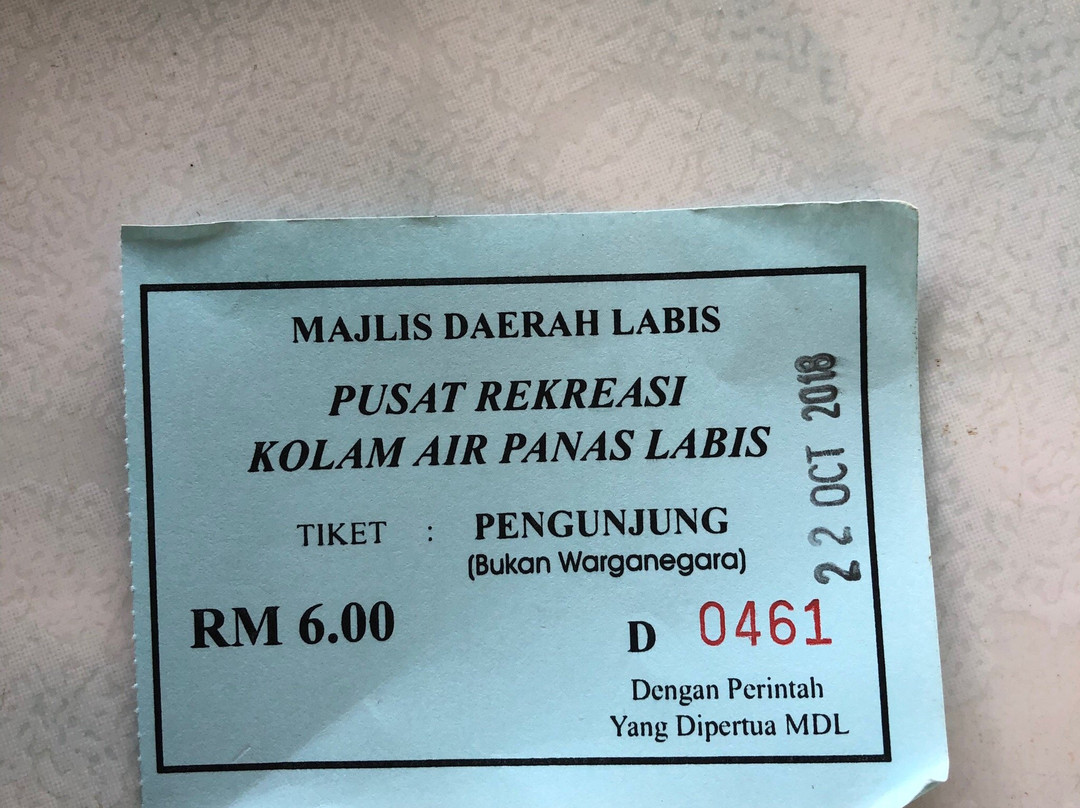 MAJLIS DAERAH LABIS
PUSAT REKREASI
KOLAM AIR PANAS LABIS
TIKET : PENGUNJUNG
(Bukan Warganegara)
22 OCT 2018
RM 6.00
D 0461
Dengan Perintah
Yang Dipertua MDL